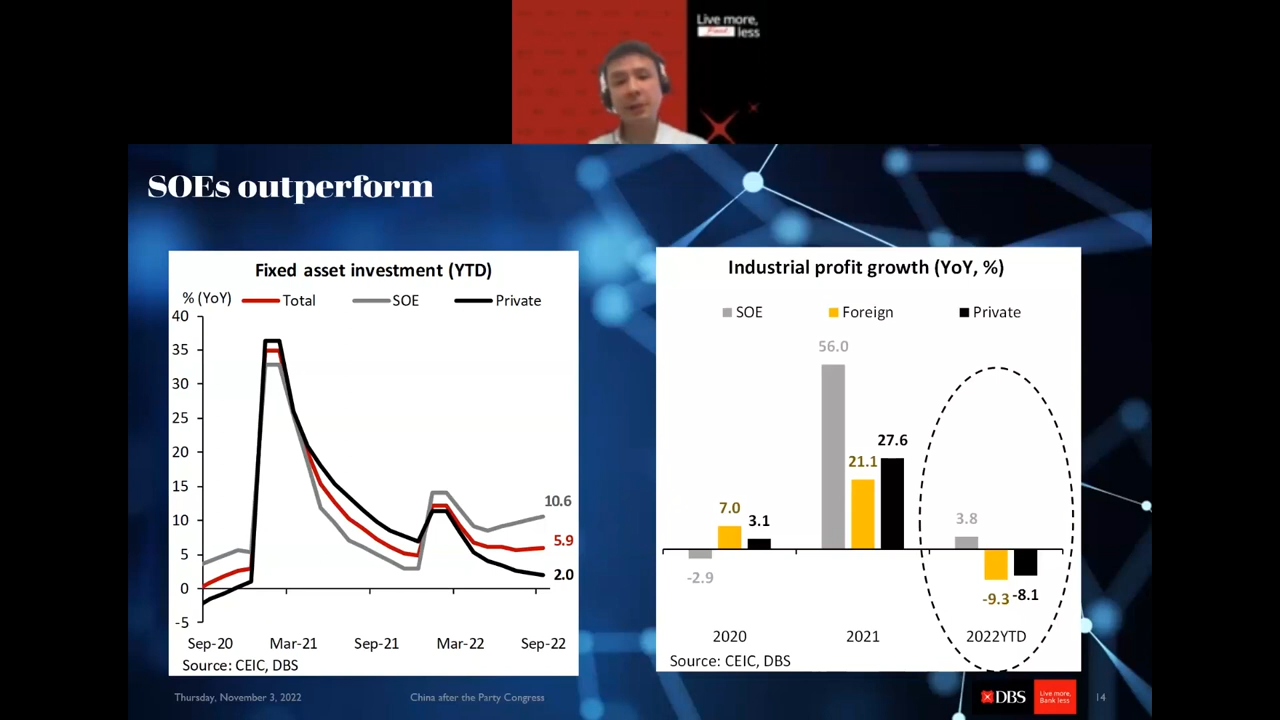 Live more,
less
SOEs outperform
Fixed asset investment (YTD)
% (YoY)
Total
SOE
Private
40
35
30
25
20
15
10
5
0
-5
10.6
5.9
2.0
Sep-20
Mar-21
Sep-21
Mar-22
Sep-22
Source: CEIC, DBS
Industrial profit growth (YoY, %)
SOE
Foreign
Private
56.0
27.6
21.1
7.0
3.1
3.8
-2.9
-9.3
-8.1
2020
2021
2022YTD
Source: CEIC, DBS
Thursday, November 3, 2022
China after the Party Congress
DBS
Live more,
Bank less
14